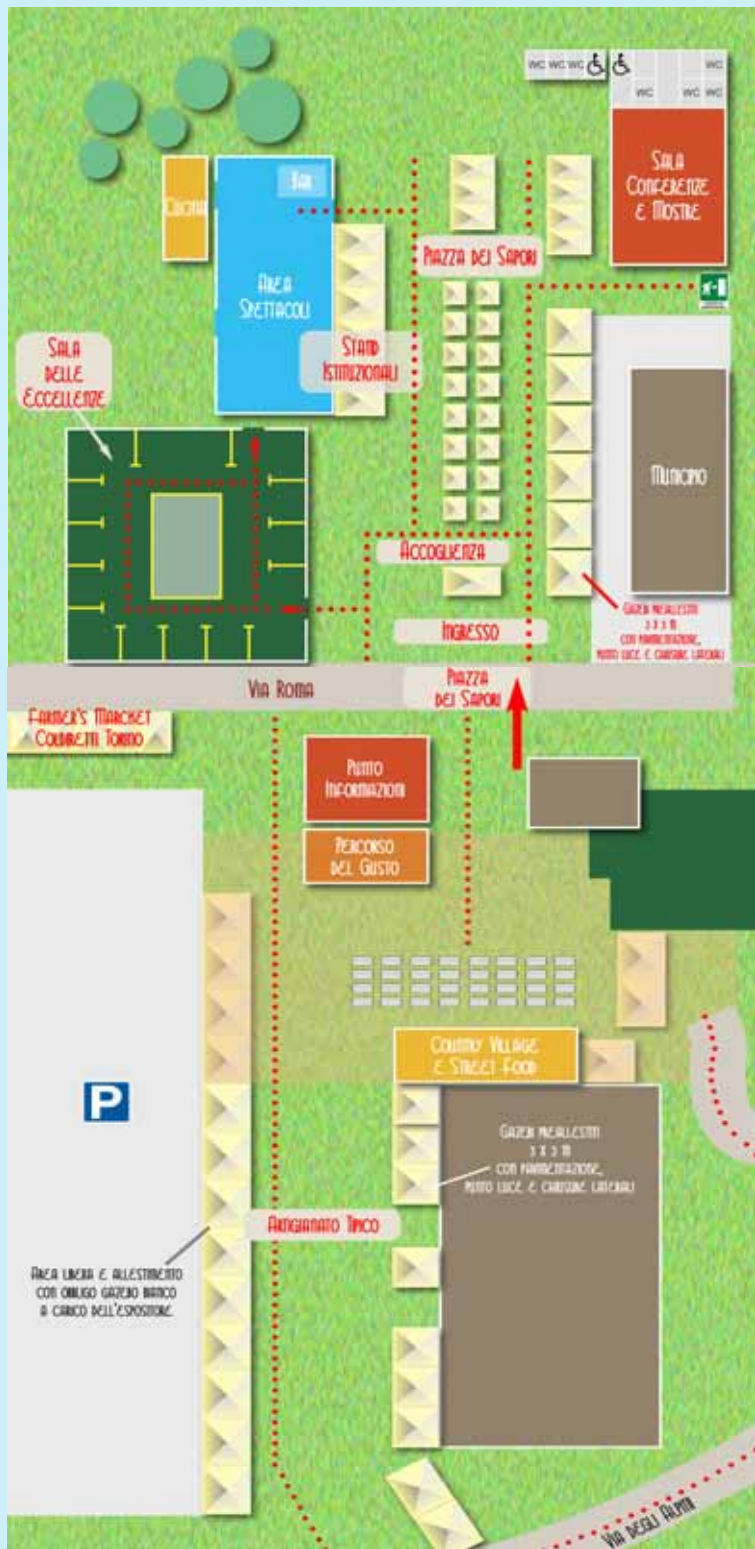 WC WC WC
WC
WC WC WC
SALA
CONFERENZE
E MOSTRE
BAR
CUCINA
AREA
SPETTACOLI
PIAZZA DEI SAPORI
STAND
ISTITUZIONALI
SALA
DELLE
ECCELLENZE
MUNICIPIO
ACCOGLIENZA
INGRESSO
GAZEBI PREALLESTITI
3 X 3 M
CON PAVIMENTAZIONE,
PUNTO LUCE E CHIUSURE LATERALI
VIA ROMA
PIAZZA
DEI SAPORI
FARMER'S MARCKET
COLDIRETTI TORINO
PUNTO
INFORMAZIONI
PERCORSO
DEL GUSTO
COUNTRY VILLAGE
E STREET FOOD
P
GAZEBI PREALLESTITI
3 X 3 M
CON PAVIMENTAZIONE,
PUNTO LUCE E CHIUSURE LATERALI
ARTIGIANATO TIPICO
AREA LIBERA E ALLESTIMENTO
CON OBBLIGO GAZEBO BIANCO
A CARICO DELL'ESPOSITORE
VIA DEGLI ALPINI